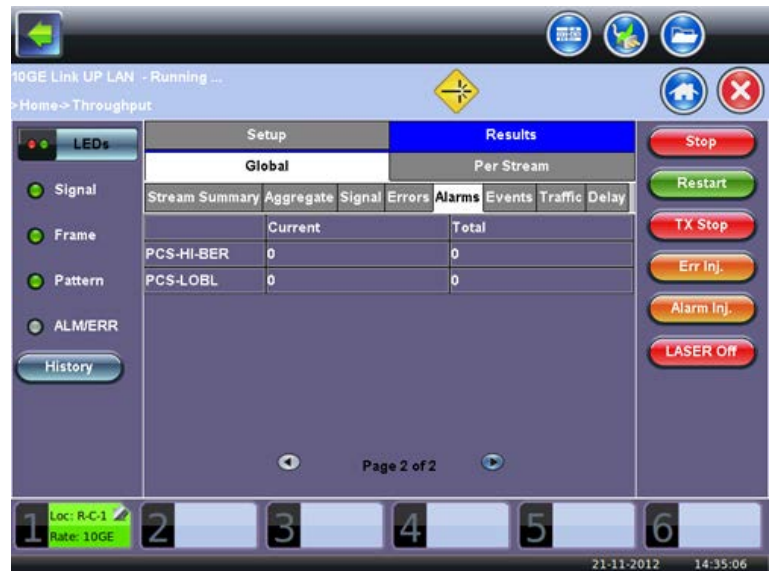 10GE Link UP LAN - Running ...
>Home->Throughput
LEDs
Signal
Frame
Pattern
ALM/ERR
History
Setup Results
Global Per Stream
Stream Summary Aggregate Signal Errors Alarms Events Traffic Delay
Current Total
PCS-HI-BER 0 0
PCS-LOBL 0 0
Page 2 of 2
Stop
Restart
TX Stop
Err Inj.
Alarm Inj.
LASER Off
1 Loc: R-C-1 Rate: 10GE
2
3
4
5
6
21-11-2012 14:35:06